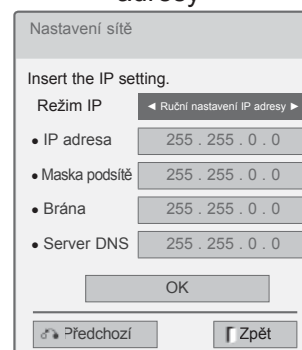 adresy
Nastavení sítě
Insert the IP setting.
Režim IP ◄ Ruční nastavení IP adresy ►
• IP adresa 255 . 255 . 0 . 0
• Maska podsítě 255 . 255 . 0 . 0
• Brána 255 . 255 . 0 . 0
• Server DNS 255 . 255 . 0 . 0
OK
Předchozí Zpět